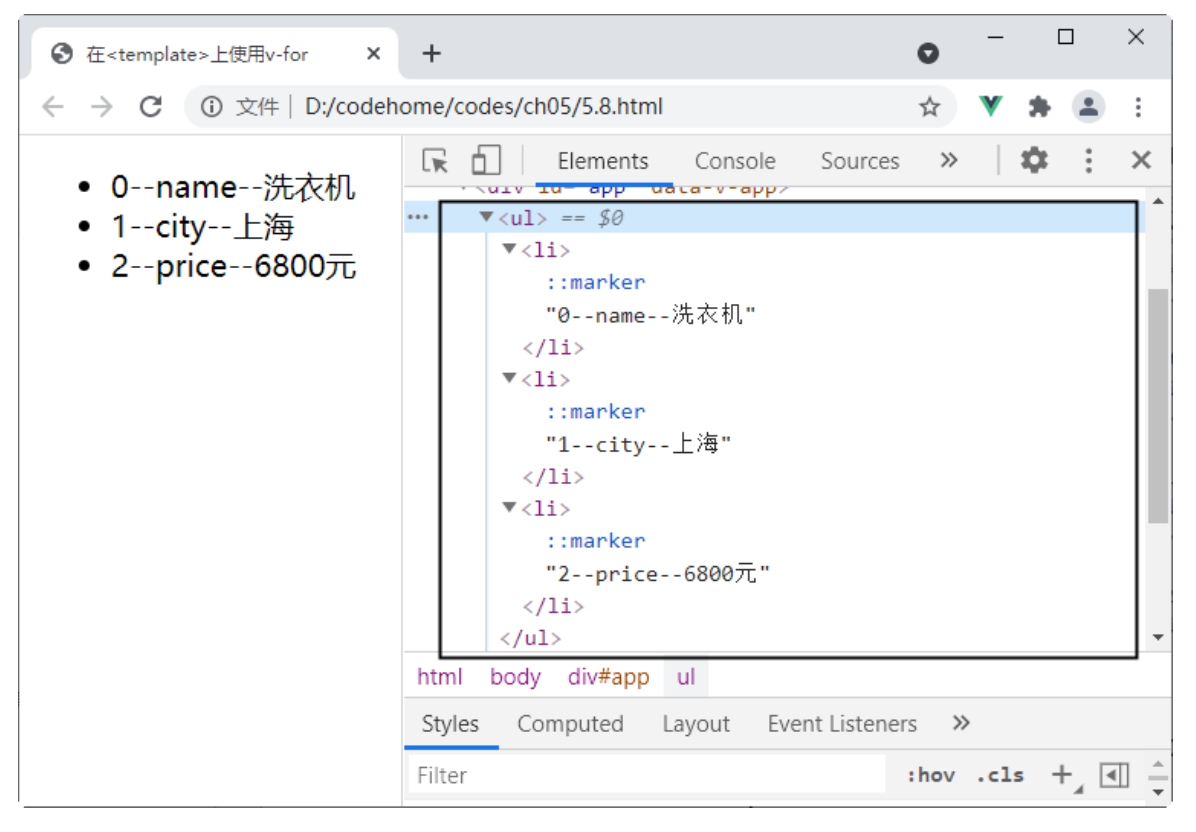 在<template>上使用v-for
文件 D:/codehome/codes/ch05/5.8.html
0--name--洗衣机
1--city--上海
2--price--6800元
Elements Console Sources
<div id="app" data-v-app>
<ul> == $0
<li>
::marker
"0--name--洗衣机"
</li>
<li>
::marker
"1--city--上海"
</li>
<li>
::marker
"2--price--6800元"
</li>
</ul>
html body div#app ul
Styles Computed Layout Event Listeners
Filter :hov .cls